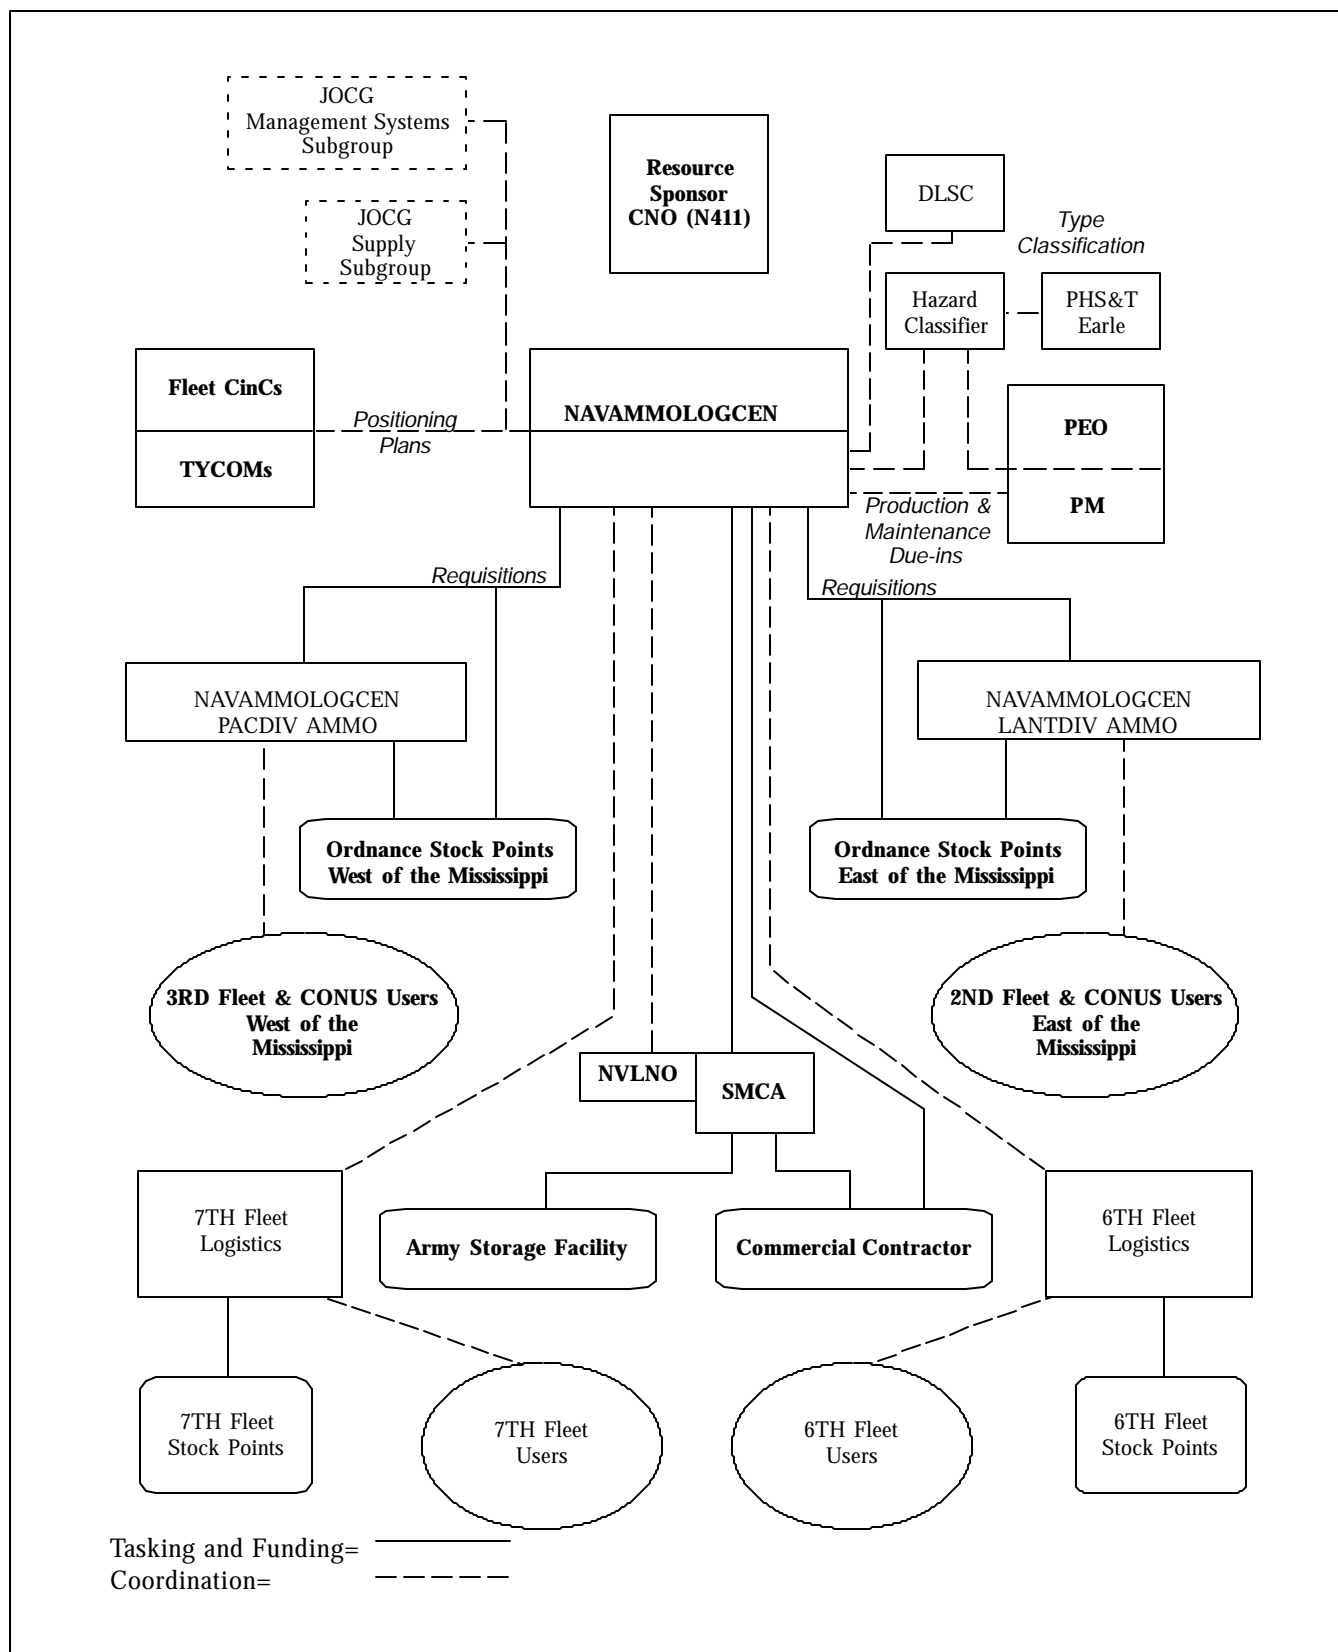 JOCG
Management Systems
Subgroup
Resource
Sponsor
CNO (N411)
DLSC
Type
Classification
JOCG
Supply
Subgroup
Hazard
Classifier
PHS&T
Earle
Fleet CinCs
TYCOMs
Positioning
Plans
NAVAMMOLOGCEN
PEO
PM
Production &
Maintenance
Due-ins
Requisitions
Requisitions
NAVAMMOLOGCEN
PACDIV AMMO
NAVAMMOLOGCEN
LANTDIV AMMO
Ordnance Stock Points
West of the Mississippi
Ordnance Stock Points
East of the Mississippi
3RD Fleet & CONUS Users
West of the
Mississippi
2ND Fleet & CONUS Users
East of the
Mississippi
NVLNO
SMCA
7TH Fleet
Logistics
Army Storage Facility
Commercial Contractor
6TH Fleet
Logistics
7TH Fleet
Stock Points
7TH Fleet
Users
6TH Fleet
Users
6TH Fleet
Stock Points
Tasking and Funding=
Coordination=